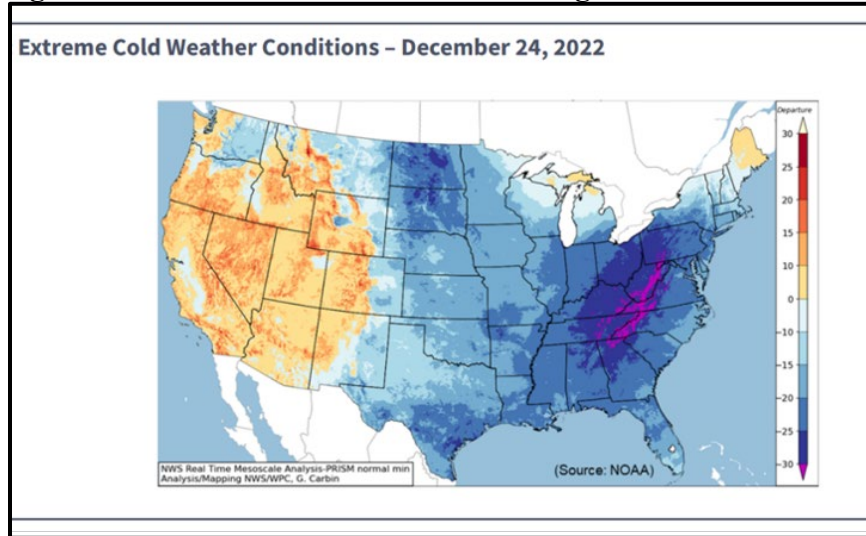 Extreme Cold Weather Conditions – December 24, 2022
Departure
30
25
20
15
10
5
0
-10
-15
-20
-25
-30
NWS Real Time Mesoscale Analysis-PRISM normal min
Analysis/Mapping NWS/WPC, G. Carbin
(Source: NOAA)